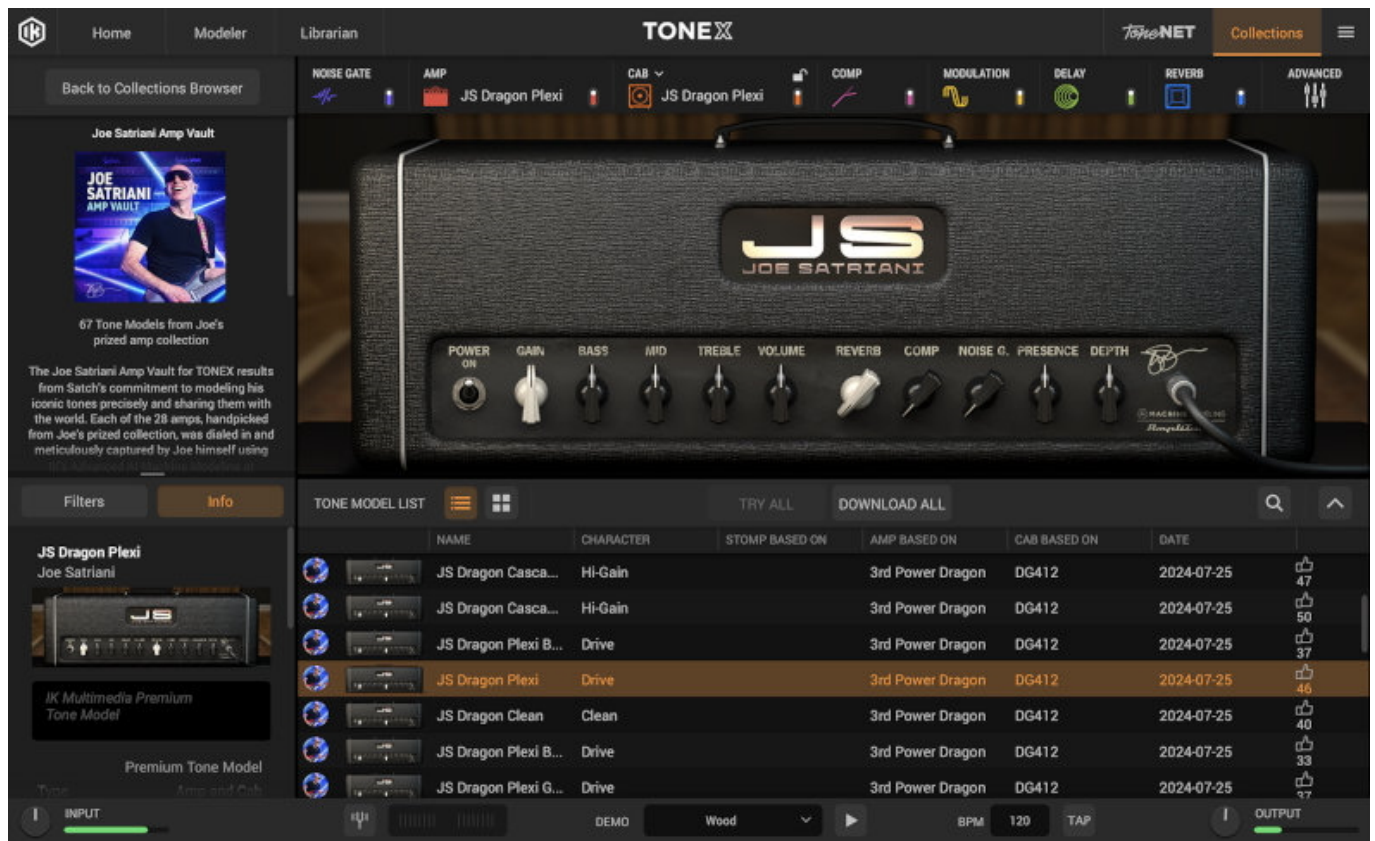 Home
Modeler
Librarian
TONEX
ToneNET
Collections
Back to Collections Browser
NOISE GATE
AMP
JS Dragon Plexi
CAB
JS Dragon Plexi
COMP
MODULATION
DELAY
REVERB
ADVANCED
Joe Satriani Amp Vault
JOE
SATRIANI
AMP VAULT
67 Tone Models from Joe's
prized amp collection
The Joe Satriani Amp Vault for TONEX results
from Satch's commitment to modeling his
iconic tones precisely and sharing them with
the world. Each of the 28 amps, handpicked
from Joe's prized collection, was dialed in and
meticulously captured by Joe himself using
JS
JOE SATRIANI
POWER
ON
GAIN
BASS
MID
TREBLE
VOLUME
REVERB
COMP
NOISE G.
PRESENCE
DEPTH
Filters
Info
TONE MODEL LIST
TRY ALL
DOWNLOAD ALL
JS Dragon Plexi
Joe Satriani
JS
IK Multimedia Premium
Tone Model
Premium Tone Model
Type
Amp and Cab
NAME CHARACTER STOMP BASED ON AMP BASED ON CAB BASED ON DATE
JS Dragon Casca... Hi-Gain 3rd Power Dragon DG412 2024-07-25 47
JS Dragon Casca... Hi-Gain 3rd Power Dragon DG412 2024-07-25 50
JS Dragon Plexi B... Drive 3rd Power Dragon DG412 2024-07-25 37
JS Dragon Plexi Drive 3rd Power Dragon DG412 2024-07-25 46
JS Dragon Clean Clean 3rd Power Dragon DG412 2024-07-25 40
JS Dragon Plexi B... Drive 3rd Power Dragon DG412 2024-07-25 33
JS Dragon Plexi G... Drive 3rd Power Dragon DG412 2024-07-25 37
INPUT
DEMO
Wood
BPM
120
TAP
OUTPUT